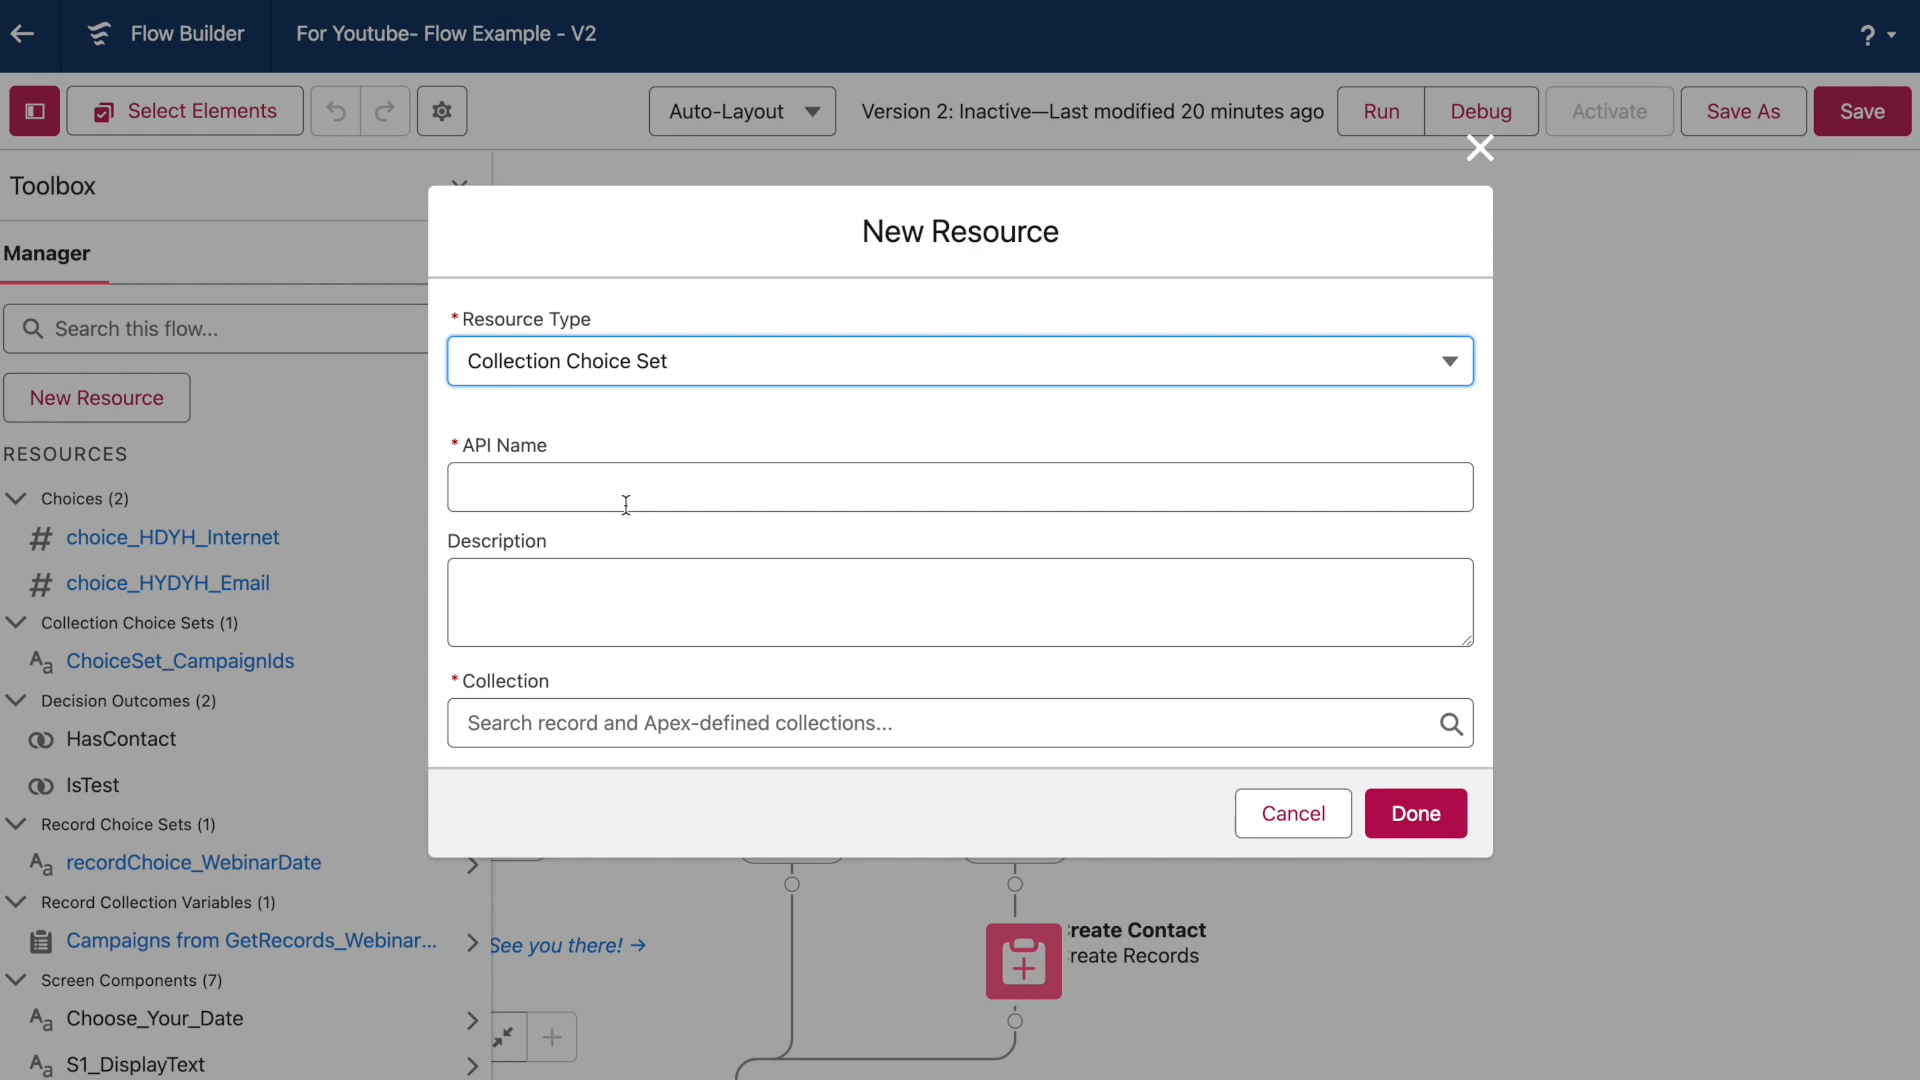 Flow Builder
For Youtube- Flow Example - V2
?
Select Elements
Auto-Layout
Version 2: Inactive—Last modified 20 minutes ago
Run
Debug
Activate
Save As
Save
Toolbox
Manager
Search this flow...
New Resource
RESOURCES
Choices (2)
choice_HDYH_Internet
choice_HYDYH_Email
Collection Choice Sets (1)
Aa ChoiceSet_CampaignIds
Decision Outcomes (2)
HasContact
IsTest
Record Choice Sets (1)
Aa recordChoice_WebinarDate
Record Collection Variables (1)
Campaigns from GetRecords_Webinar...
Screen Components (7)
Aa Choose_Your_Date
Aa S1_DisplayText
New Resource
* Resource Type
Collection Choice Set
* API Name
Description
* Collection
Search record and Apex-defined collections...
Cancel
Done
See you there! →
reate Contact
reate Records